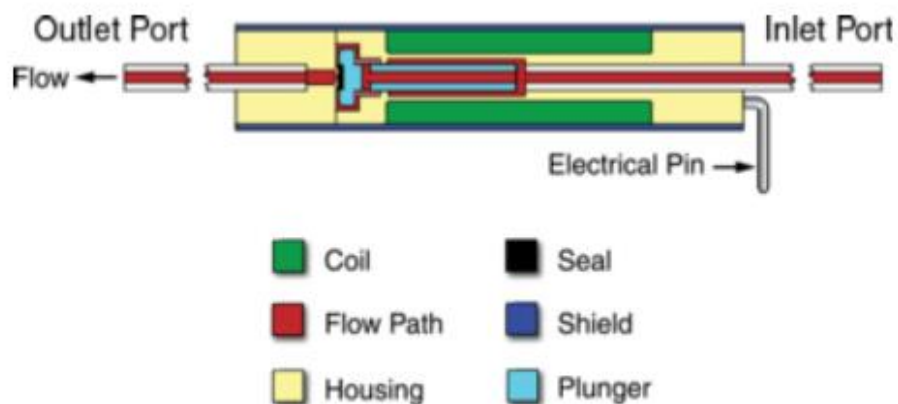 Outlet Port
Inlet Port
Flow
Electrical Pin
Coil
Seal
Flow Path
Shield
Housing
Plunger